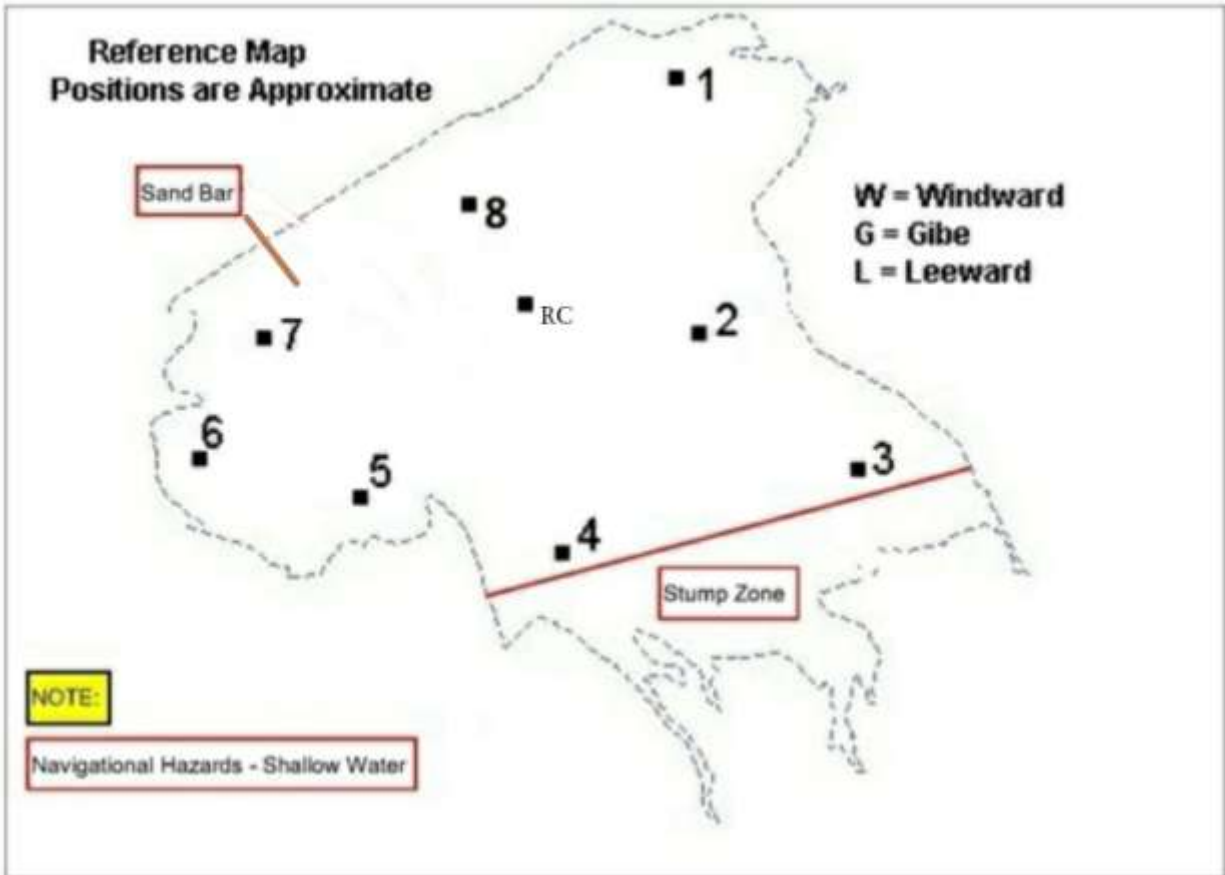 Reference Map
Positions are Approximate
1
Sand Bar
W = Windward
8
G = Gibe
L = Leeward
RC
2
7
6
5
3
4
Stump Zone
NOTE:
Navigational Hazards - Shallow Water